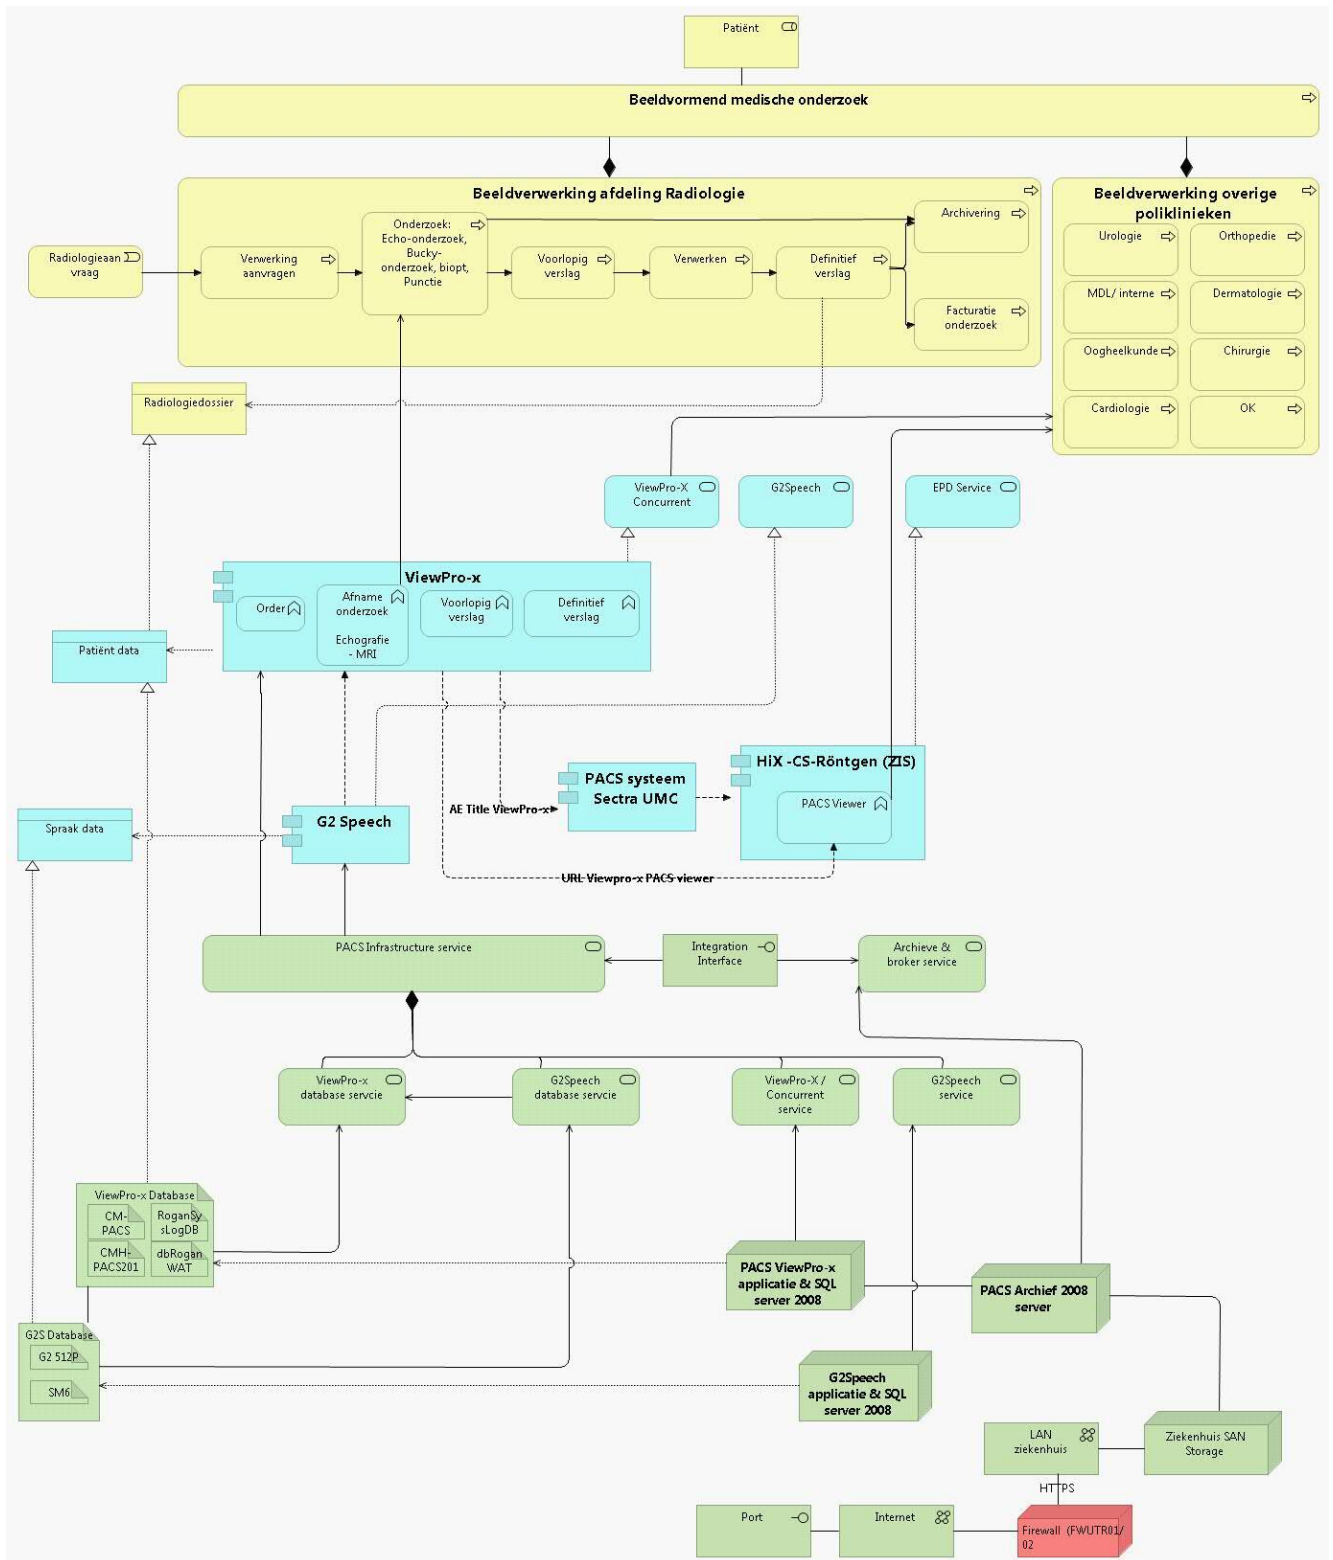 Patiënt
Beeldvormend medische onderzoek
Beeldverwerking afdeling Radiologie
Radiologieaan
vraag
Verwerking
aanvragen
Onderzoek:
Echo-onderzoek,
Bucky-
onderzoek, biopt,
Punctie
Voorlopig
verslag
Verwerken
Definitief
verslag
Archivering
Facturatie
onderzoek
Beeldverwerking overige
poliklinieken
Urologie
Orthopedie
MDL/ interne
Dermatologie
Oogheelkunde
Chirurgie
Cardiologie
OK
Radiologiedossier
ViewPro-X
Concurrent
G2Speech
EPD Service
ViewPro-x
Order
Afname
onderzoek
Echografie
- MRI
Voorlopig
verslag
Definitief
verslag
Patiënt data
PACS systeem
Sectra UMC
HiX -CS-Röntgen (ZIS)
PACS Viewer
AE Title ViewPro-x
Spraak data
G2 Speech
URL Viewpro-x PACS viewer
PACS Infrastructure service
Integration
Interface
Archieve &
broker service
ViewPro-x
database servcie
G2Speech
database servcie
ViewPro-X /
Concurrent
service
G2Speech
service
ViewPro-x Database
CM-
PACS
RoganSy
sLogDB
CMH-
PACS201
dbRogan
WAT
PACS ViewPro-x
applicatie & SQL
server 2008
PACS Archief 2008
server
G2S Database
G2 512P
SM6
G2Speech
applicatie & SQL
server 2008
LAN
ziekenhuis
Ziekenhuis SAN
Storage
HTTPS
Port
Internet
Firewall (FWUTR01/
02